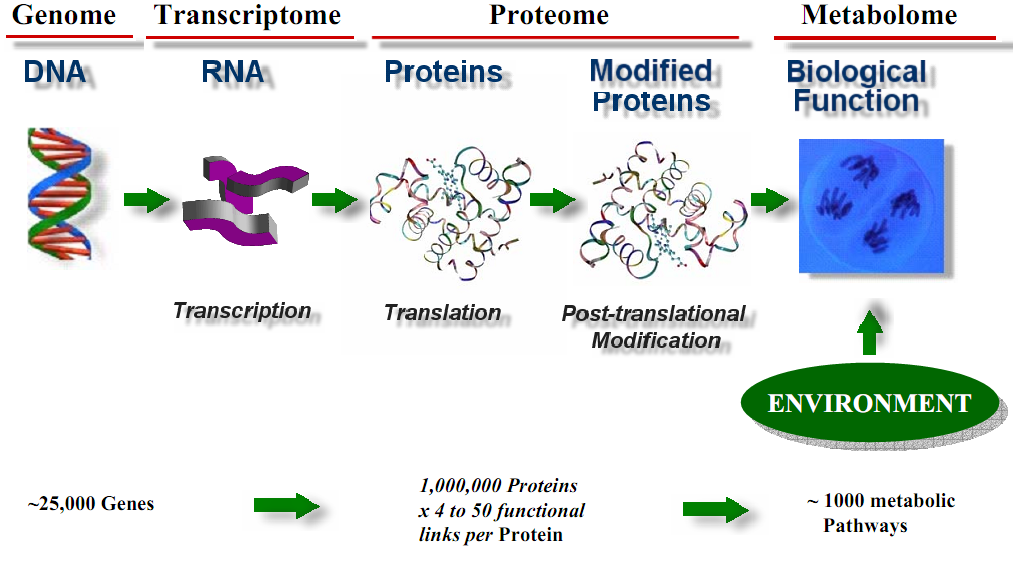 Genome
Transcriptome
Proteome
Metabolome
DNA
RNA
Proteins
Modified
Proteins
Biological
Function
Transcription
Translation
Post-translational
Modification
ENVIRONMENT
~25,000 Genes
1,000,000 Proteins
x 4 to 50 functional
links per Protein
~ 1000 metabolic
Pathways